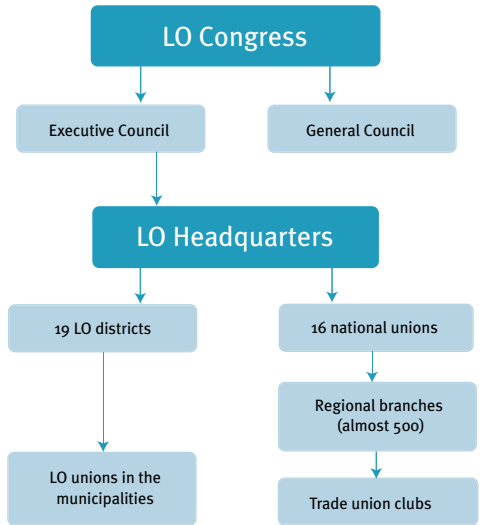 LO Congress
Executive Council
General Council
LO Headquarters
19 LO districts
16 national unions
Regional branches
(almost 500)
LO unions in the
municipalities
Trade union clubs